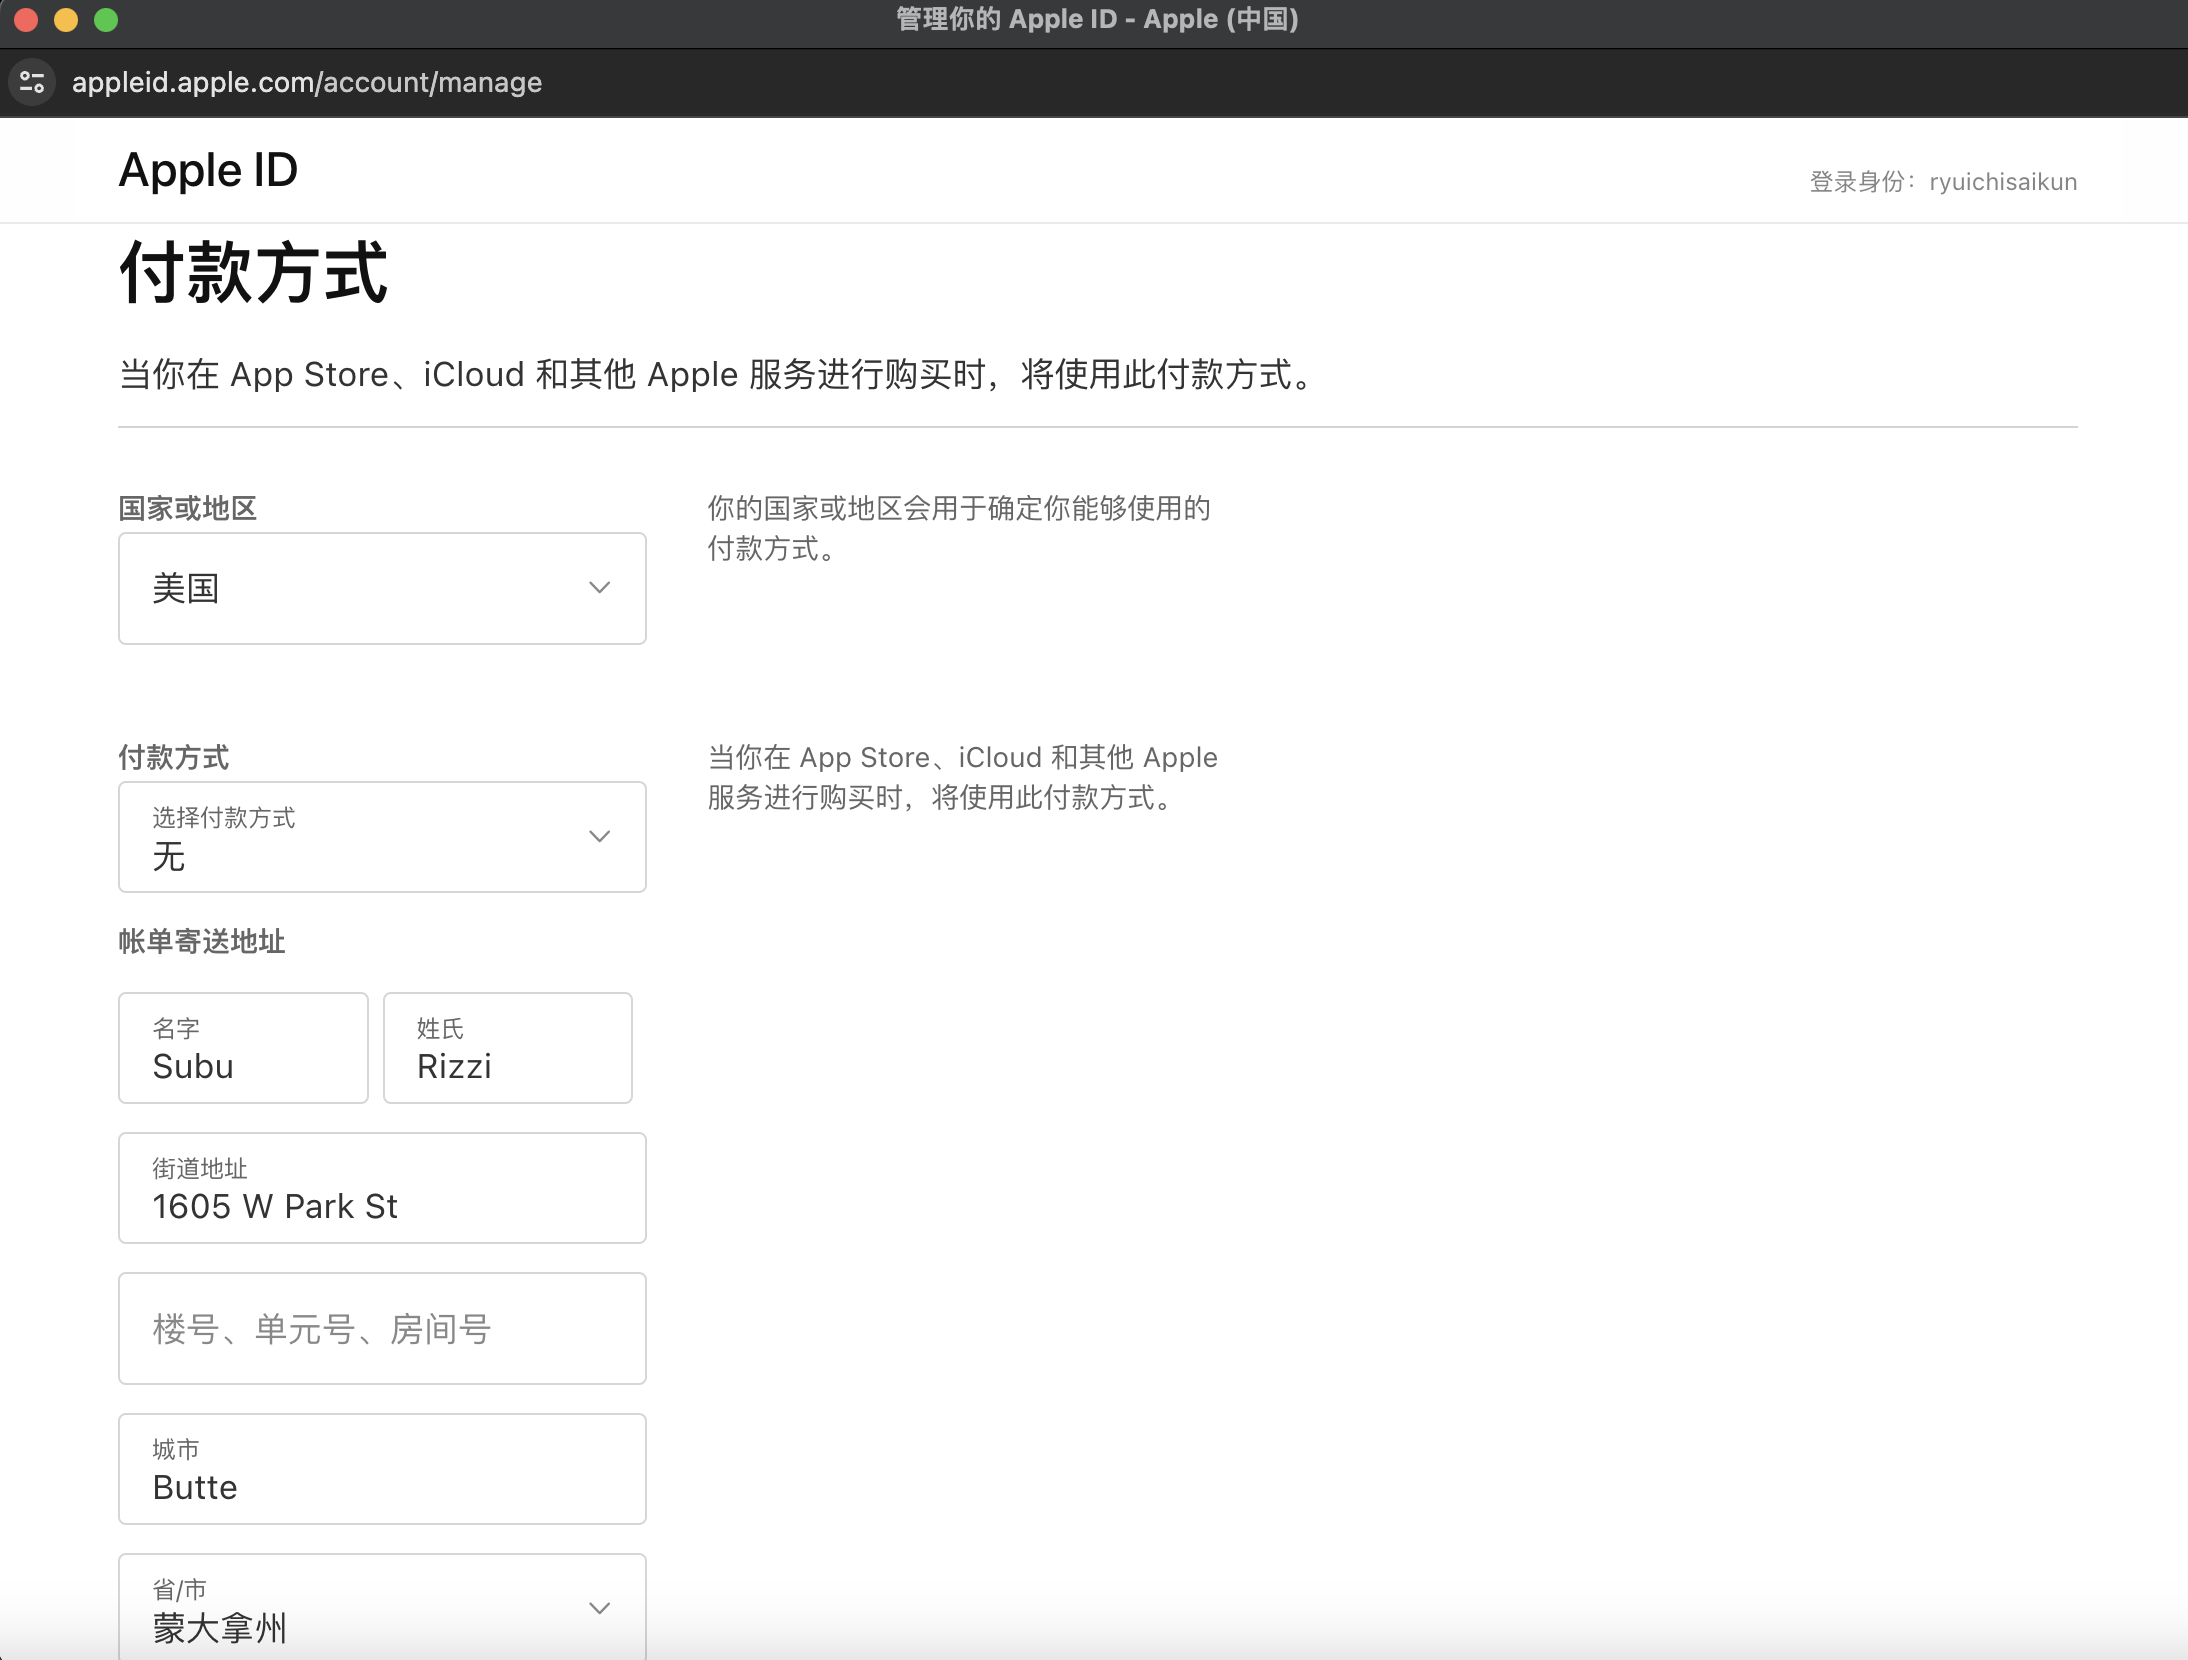 管理你的 Apple ID - Apple (中国)
appleid.apple.com/account/manage
Apple ID
登录身份：ryuichisaikun
付款方式
当你在 App Store、iCloud 和其他 Apple 服务进行购买时，将使用此付款方式。
国家或地区
美国
你的国家或地区会用于确定你能够使用的
付款方式。
付款方式
选择付款方式
无
当你在 App Store、iCloud 和其他 Apple
服务进行购买时，将使用此付款方式。
帐单寄送地址
名字
Subu
姓氏
Rizzi
街道地址
1605 W Park St
楼号、单元号、房间号
城市
Butte
省/市
蒙大拿州